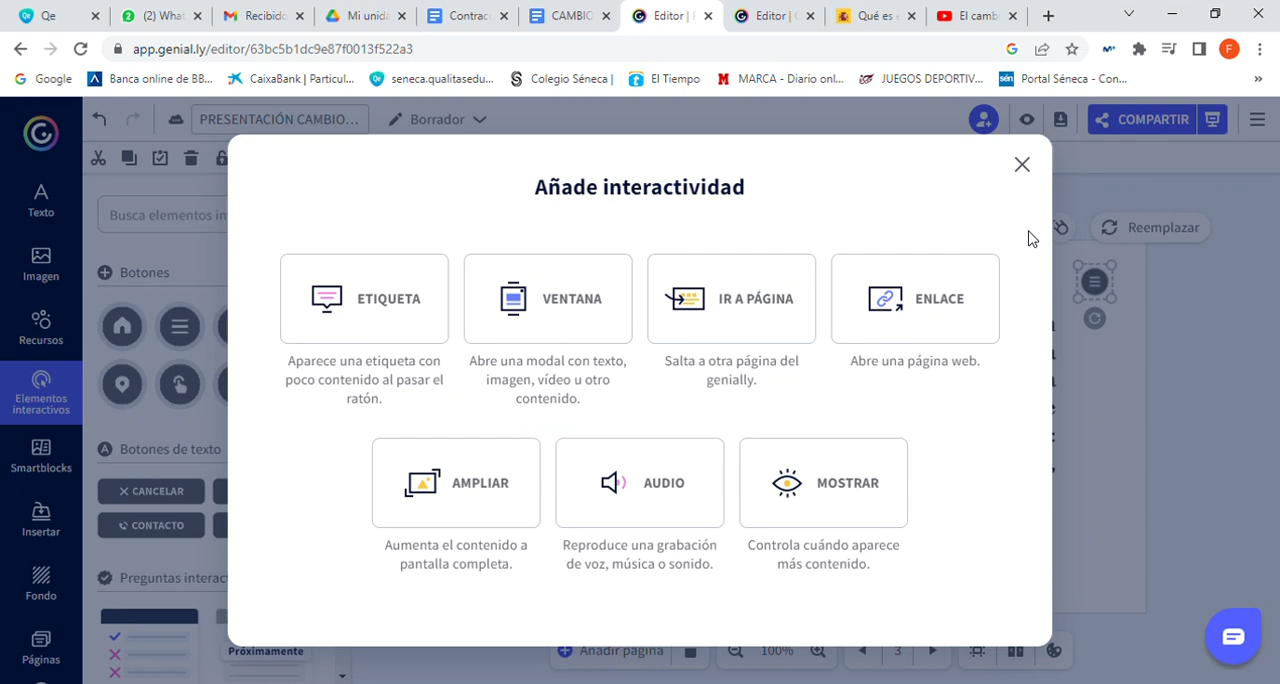 Qe
(2) What
Recibido
Mi unida
Contrac
CAMBIO
Editor | P
Editor | C
Qué es e
El camb
app.genial.ly/editor/63bc5b1dc9e87f0013f522a3
F
Google
Banca online de BB...
CaixaBank | Particul...
seneca.qualitasedu...
Colegio Séneca |
El Tiempo
MARCA - Diario onl...
JUEGOS DEPORTIV...
Portal Séneca - Con...
»
PRESENTACIÓN CAMBIO...
Borrador
COMPARTIR
Texto
Imagen
Recursos
Elementos
interactivos
Smartblocks
Insertar
Fondo
Páginas
Busca elementos in
Botones
Botones de texto
CANCELAR
CONTACTO
Preguntas interac
Próximamente
Reemplazar
Añade interactividad
ETIQUETA
Aparece una etiqueta con
poco contenido al pasar el
ratón.
VENTANA
Abre una modal con texto,
imagen, vídeo u otro
contenido.
IR A PÁGINA
Salta a otra página del
genially.
ENLACE
Abre una página web.
AMPLIAR
Aumenta el contenido a
pantalla completa.
AUDIO
Reproduce una grabación
de voz, música o sonido.
MOSTRAR
Controla cuándo aparece
más contenido.
Añadir página
100%
3